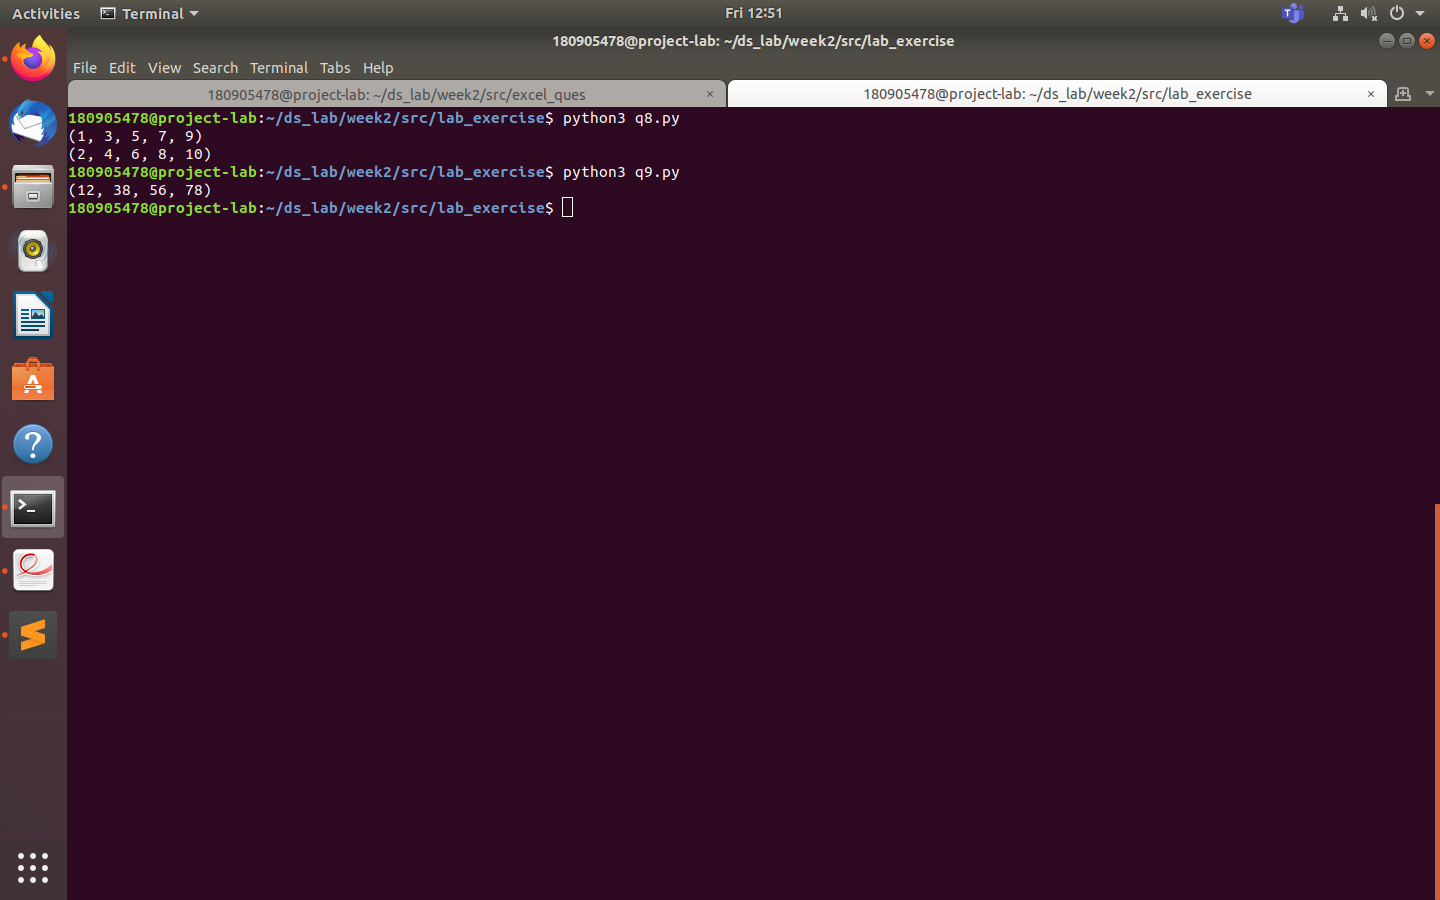 Activities Terminal Fri 12:51
180905478@project-lab: ~/ds_lab/week2/src/lab_exercise
File Edit View Search Terminal Tabs Help
180905478@project-lab: ~/ds_lab/week2/src/excel_ques × 180905478@project-lab: ~/ds_lab/week2/src/lab_exercise ×
180905478@project-lab:~/ds_lab/week2/src/lab_exercise$ python3 q8.py
(1, 3, 5, 7, 9)
(2, 4, 6, 8, 10)
180905478@project-lab:~/ds_lab/week2/src/lab_exercise$ python3 q9.py
(12, 38, 56, 78)
180905478@project-lab:~/ds_lab/week2/src/lab_exercise$